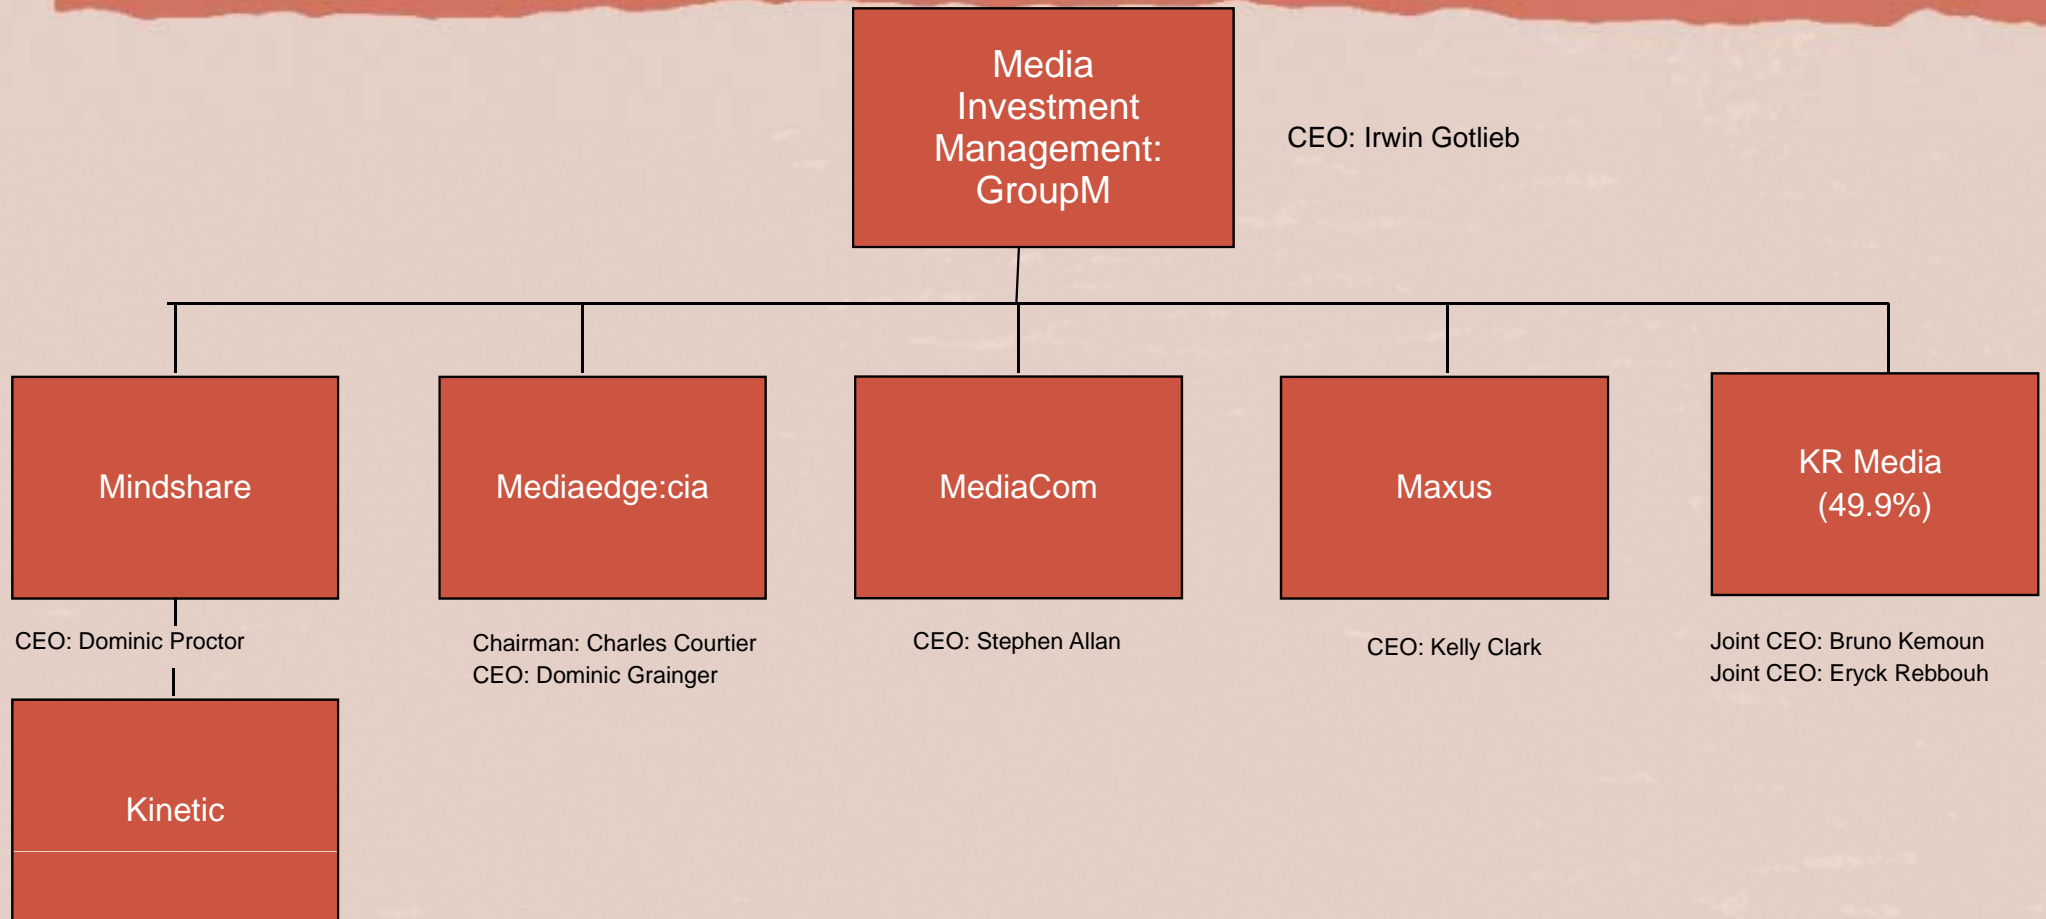 Media
Investment
Management:
GroupM
CEO: Irwin Gotlieb
Mindshare
Mediaedge:cia
MediaCom
Maxus
KR Media
(49.9%)
CEO: Dominic Proctor
Chairman: Charles Courtier
CEO: Dominic Grainger
CEO: Stephen Allan
CEO: Kelly Clark
Joint CEO: Bruno Kemoun
Joint CEO: Eryck Rebbouh
Kinetic